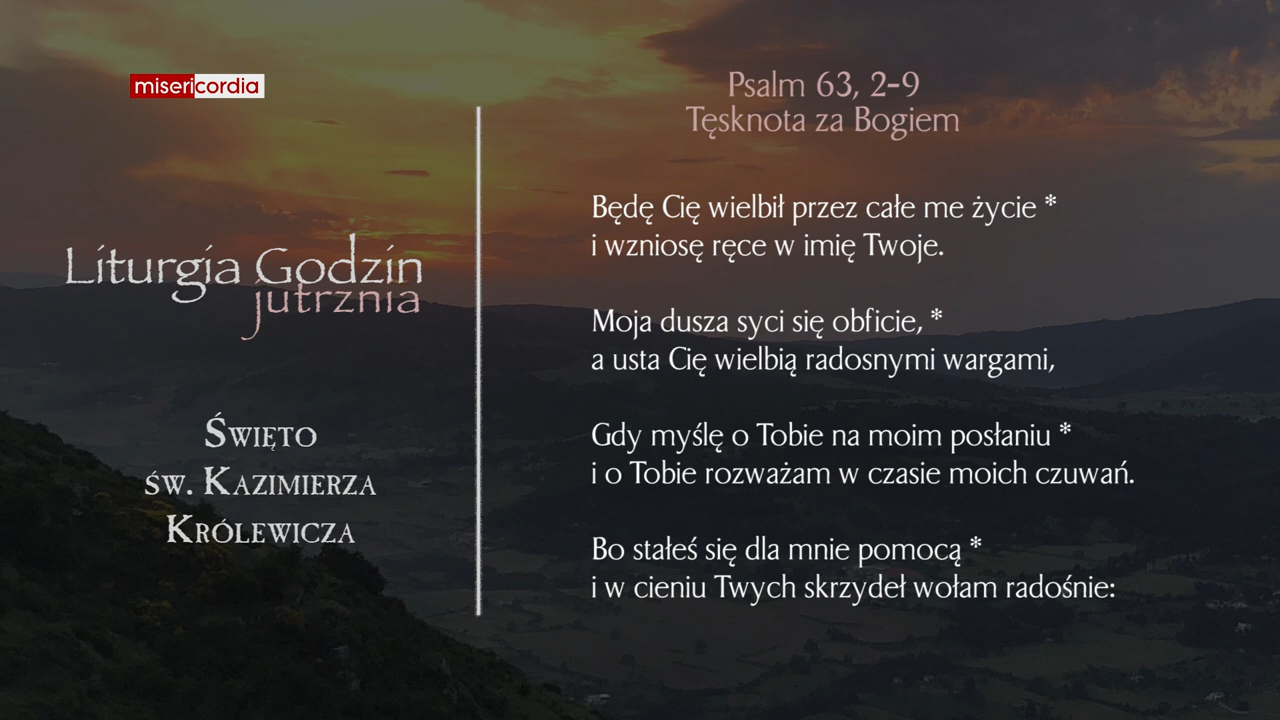 misericordia
Liturgia Godzin
jutrznia
Święto
św. Kazimierza
Królewicza
Psalm 63, 2-9
Tęsknota za Bogiem
Będę Cię wielbił przez całe me życie *
i wzniosę ręce w imię Twoje.
Moja dusza syci się obficie, *
a usta Cię wielbią radosnymi wargami,
Gdy myślę o Tobie na moim posłaniu *
i o Tobie rozważam w czasie moich czuwań.
Bo stałeś się dla mnie pomocą *
i w cieniu Twych skrzydeł wołam radośnie: